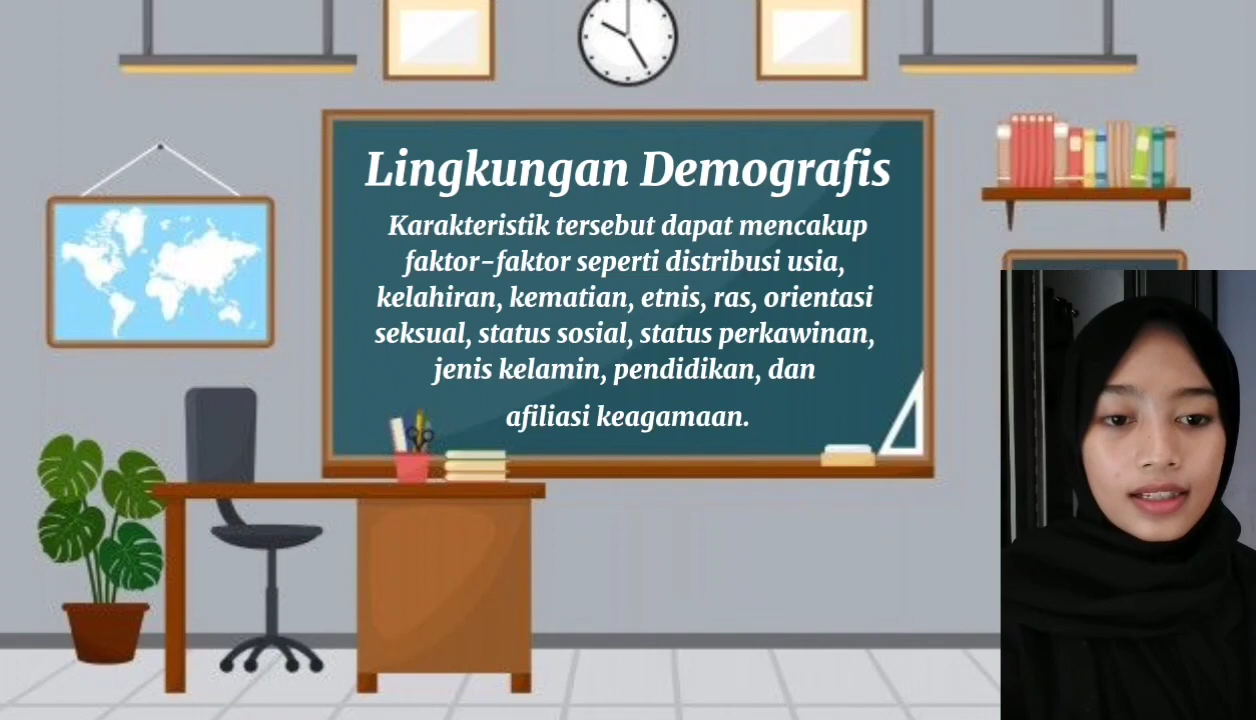 Lingkungan Demografis
Karakteristik tersebut dapat mencakup
faktor-faktor seperti distribusi usia,
kelahiran, kematian, etnis, ras, orientasi
seksual, status sosial, status perkawinan,
jenis kelamin, pendidikan, dan
afiliasi keagamaan.